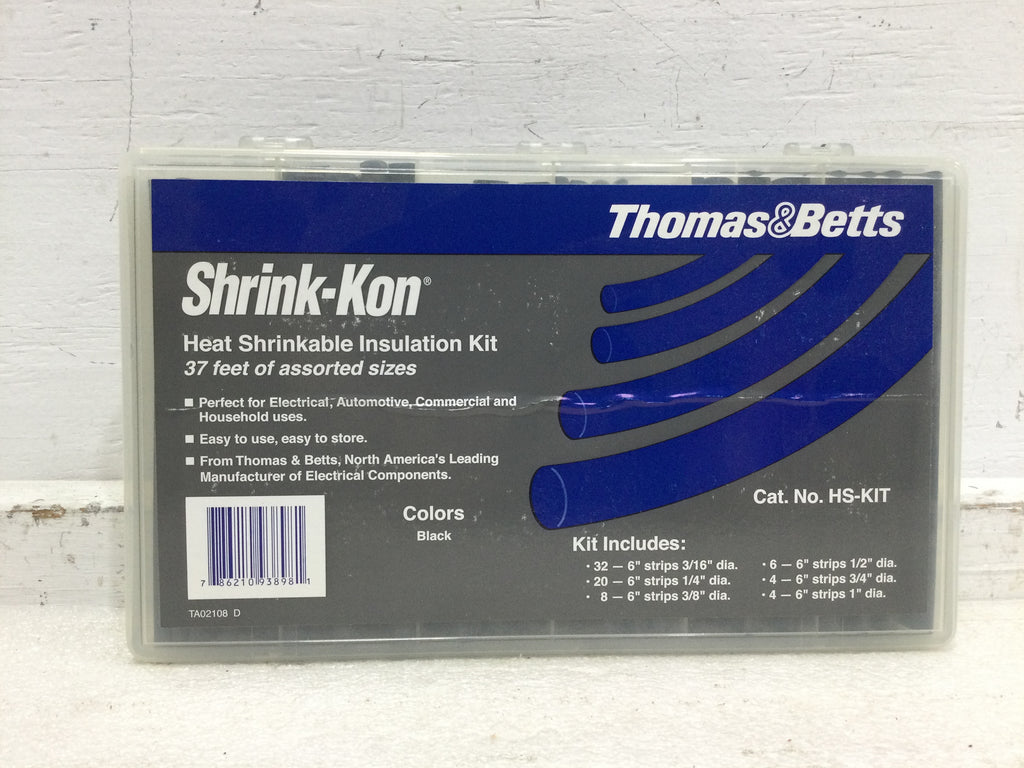 Thomas&Betts
Shrink-Kon®
Heat Shrinkable Insulation Kit
37 feet of assorted sizes
■ Perfect for Electrical, Automotive, Commercial and
Household uses.
■ Easy to use, easy to store.
■ From Thomas & Betts, North America's Leading
Manufacturer of Electrical Components.
Colors
Black
Cat. No. HS-KIT
Kit Includes:
• 32 — 6" strips 3/16" dia.
• 20 — 6" strips 1/4" dia.
• 8 — 6" strips 3/8" dia.
• 6 — 6" strips 1/2" dia.
• 4 — 6" strips 3/4" dia.
• 4 — 6" strips 1" dia.
7 86210 93898 1
TA02108 D